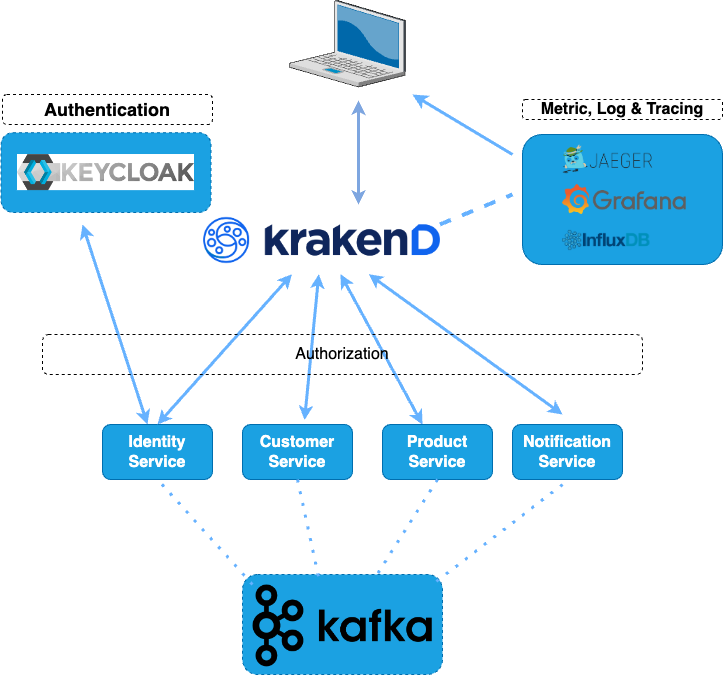 Authentication
Metric, Log & Tracing
KEYCLOAK
JAEGER
Grafana
InfluxDB
krakenD
Authorization
Identity
Service
Customer
Service
Product
Service
Notification
Service
kafka